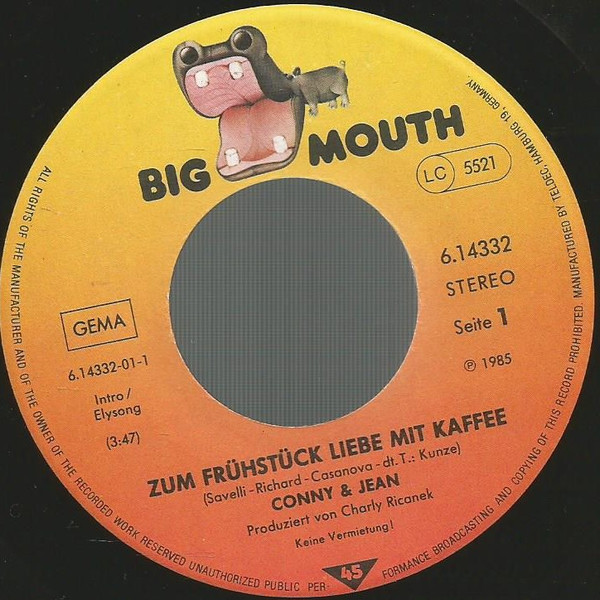 BIG MOUTH
LC 5521
6.14332
STEREO
Seite 1
℗ 1985
GEMA
6.14332-01-1
Intro/
Elysong
(3:47)
ZUM FRÜHSTÜCK LIEBE MIT KAFFEE
(Savelli-Richard-Casanova-dt.T.: Kunze)
CONNY & JEAN
Produziert von Charly Ricanek
Keine Vermietung!
45
ALL RIGHTS OF THE MANUFACTURER AND OF THE OWNER OF THE RECORDED WORK RESERVED UNAUTHORIZED PUBLIC PER- FORMANCE BROADCASTING AND COPYING OF THIS RECORD PROHIBITED. MANUFACTURED BY TELDEC, HAMBURG 19, GERMANY.